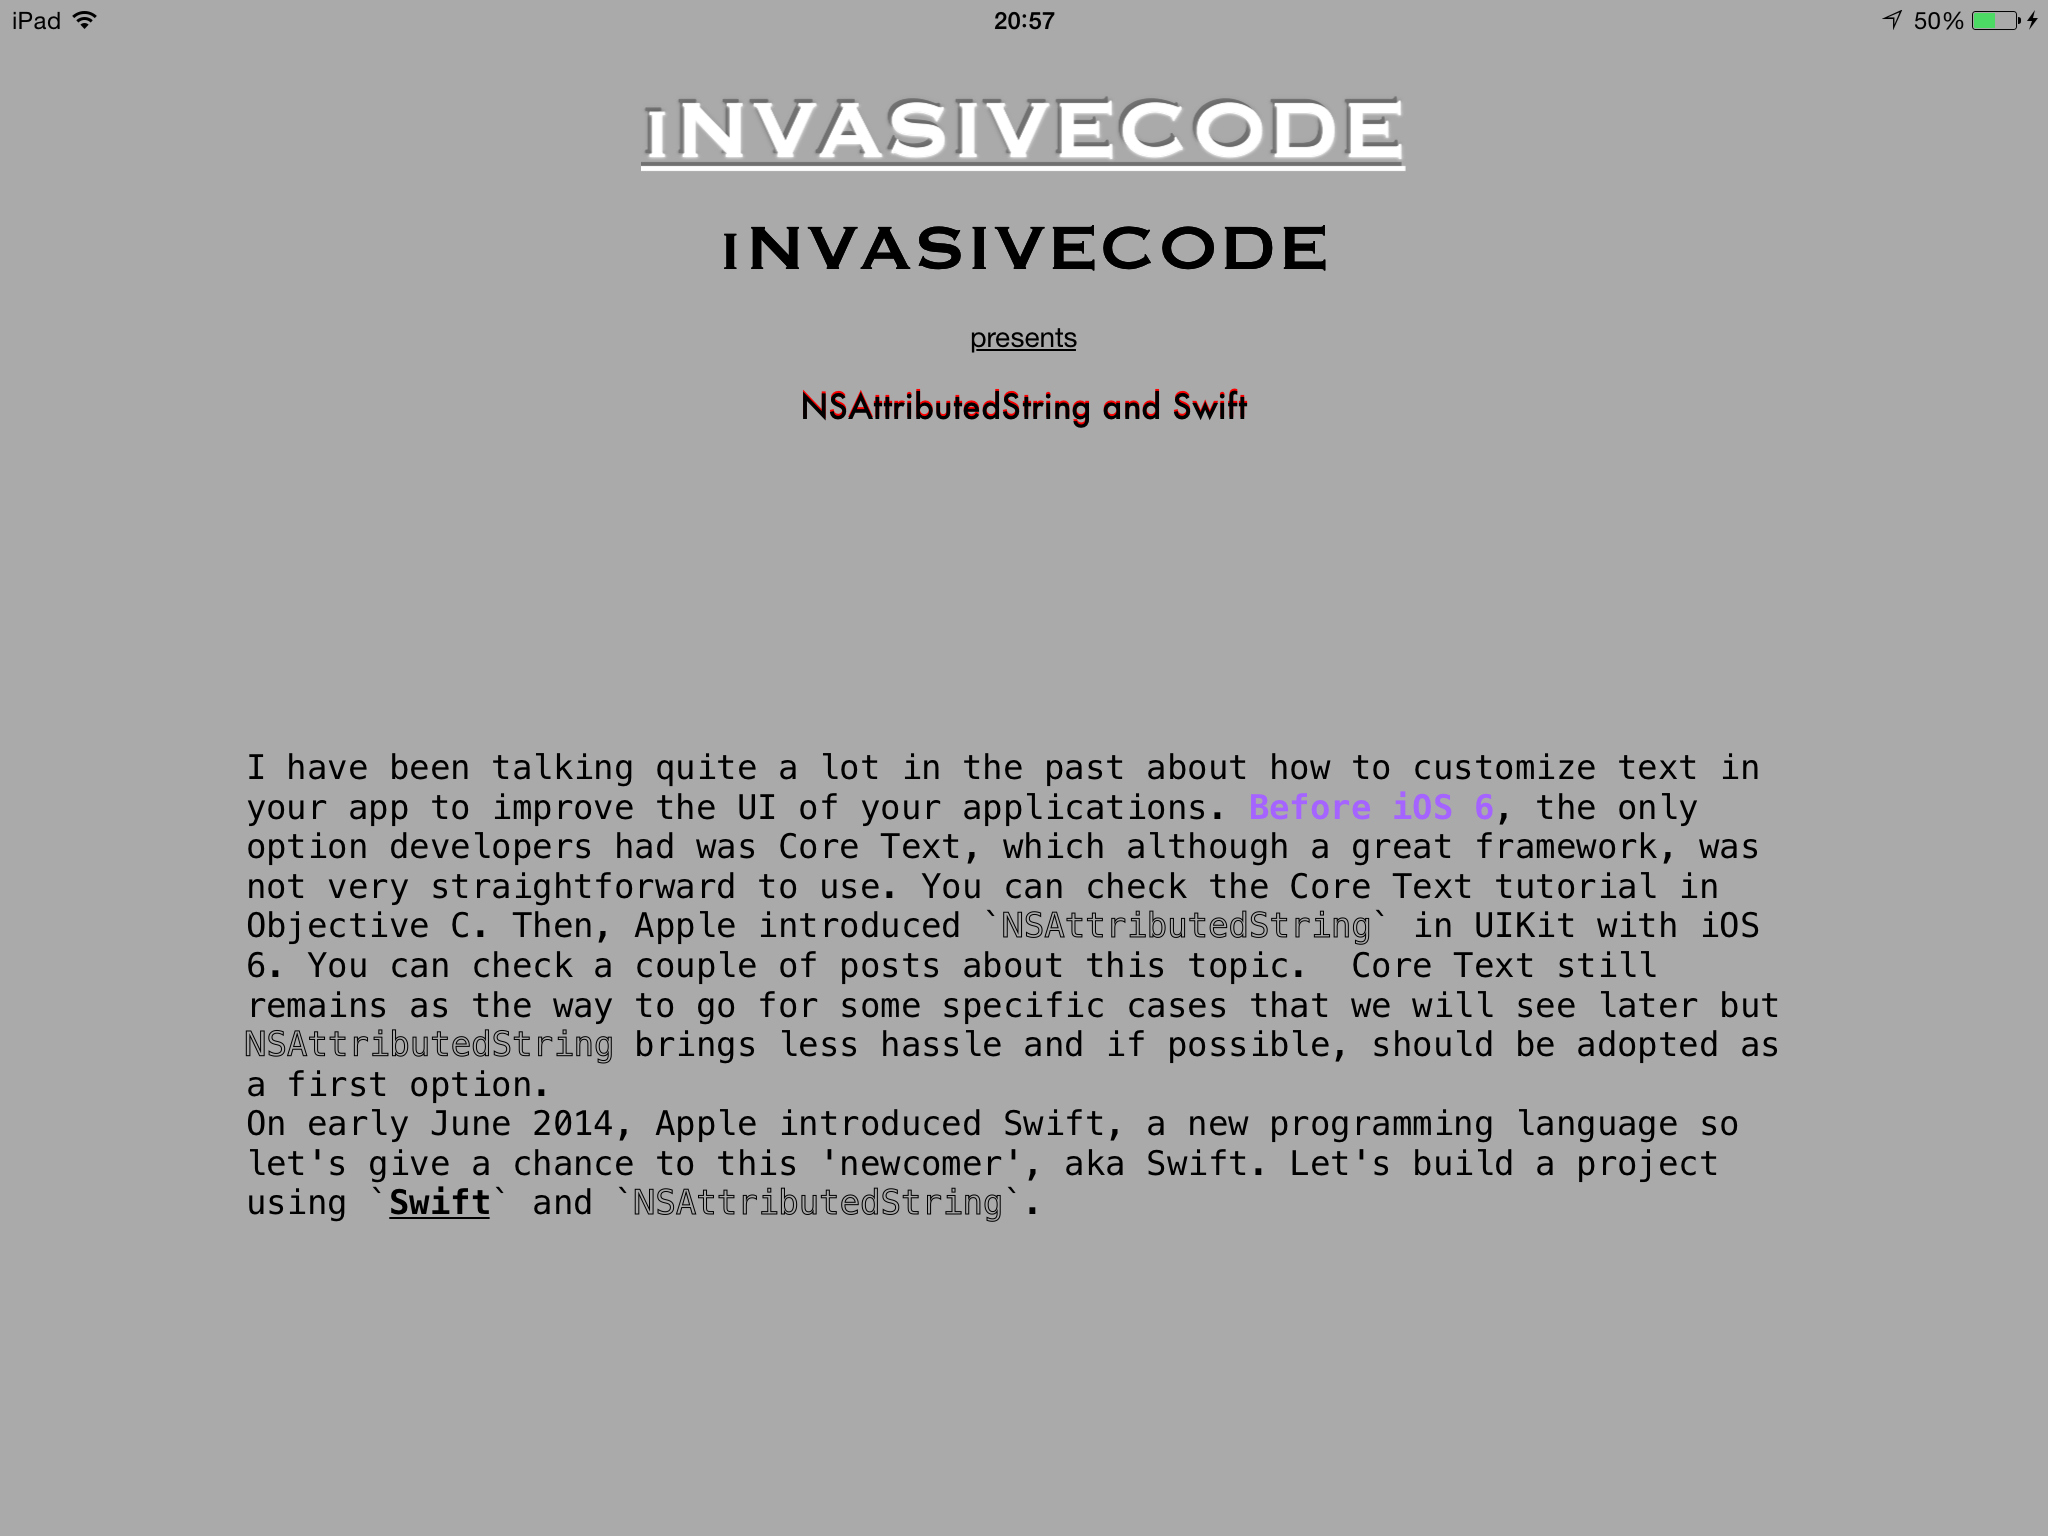 iPad
20:57
50%
iNVASIVECODE
iNVASIVECODE
presents
NSAttributedString and Swift
I have been talking quite a lot in the past about how to customize text in
your app to improve the UI of your applications. Before iOS 6, the only
option developers had was Core Text, which although a great framework, was
not very straightforward to use. You can check the Core Text tutorial in
Objective C. Then, Apple introduced `NSAttributedString` in UIKit with iOS
6. You can check a couple of posts about this topic.  Core Text still
remains as the way to go for some specific cases that we will see later but
NSAttributedString brings less hassle and if possible, should be adopted as
a first option.
On early June 2014, Apple introduced Swift, a new programming language so
let's give a chance to this 'newcomer', aka Swift. Let's build a project
using `Swift` and `NSAttributedString`.